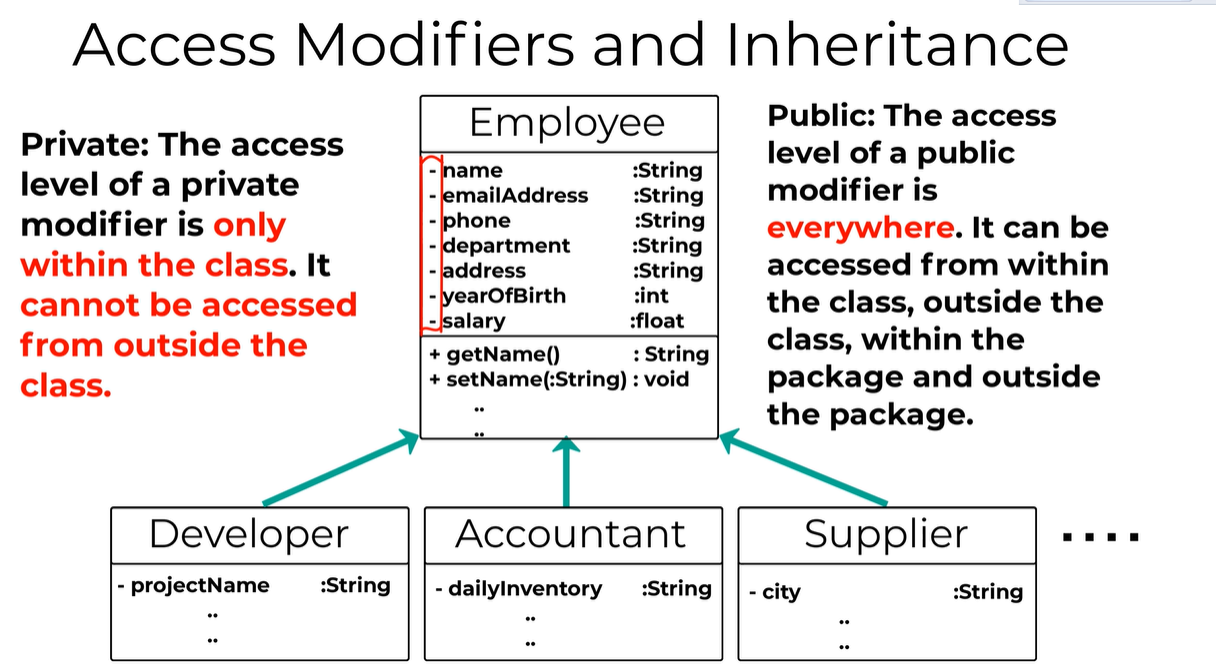 Access Modifiers and Inheritance
Private: The access
level of a private
modifier is only
within the class. It
cannot be accessed
from outside the
class.
Employee
- name :String
- emailAddress :String
- phone :String
- department :String
- address :String
- yearOfBirth :int
- salary :float
+ getName() : String
+ setName(:String) : void
..
..
Public: The access
level of a public
modifier is
everywhere. It can be
accessed from within
the class, outside the
class, within the
package and outside
the package.
Developer
- projectName :String
..
..
Accountant
- dailyInventory :String
..
..
Supplier
- city :String
..
..
....